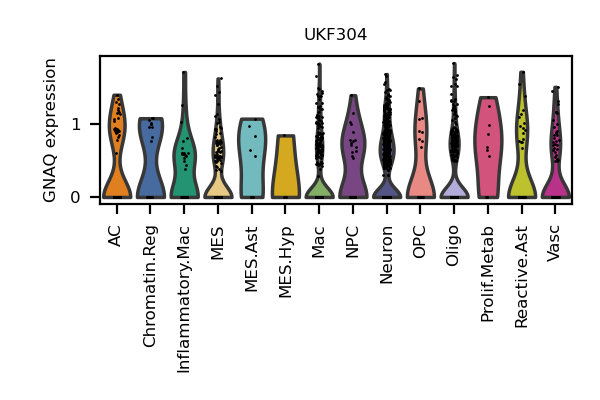 UKF304
GNAQ expression
1
0
AC
Chromatin.Reg
Inflammatory.Mac
MES
MES.Ast
MES.Hyp
Mac
NPC
Neuron
OPC
Oligo
Prolif.Metab
Reactive.Ast
Vasc